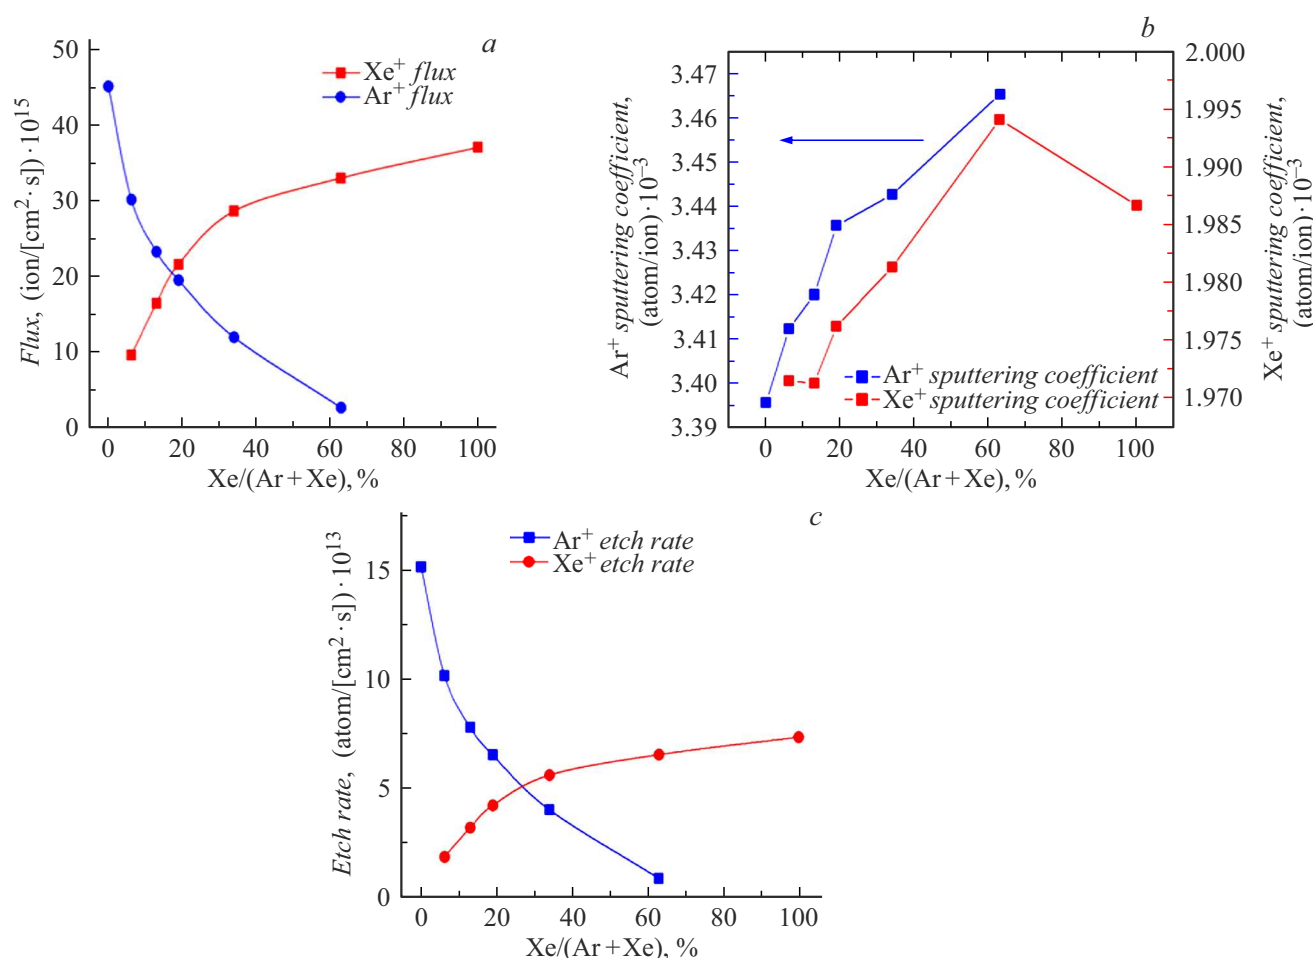 a
50
40
30
20
10
0
Flux, (ion/[cm²·s])·10¹⁵
Xe⁺ flux
Ar⁺ flux
0 20 40 60 80 100
Xe/(Ar+Xe), %
b
3.47
3.46
3.45
3.44
3.43
3.42
3.41
3.40
3.39
Ar⁺ sputtering coefficient,
(atom/ion)·10⁻³
2.000
1.995
1.990
1.985
1.980
1.975
1.970
Xe⁺ sputtering coefficient,
(atom/ion)·10⁻³
Ar⁺ sputtering coefficient
Xe⁺ sputtering coefficient
0 20 40 60 80 100
Xe/(Ar+Xe), %
c
15
10
5
0
Etch rate, (atom/[cm²·s])·10¹³
Ar⁺ etch rate
Xe⁺ etch rate
0 20 40 60 80 100
Xe/(Ar+Xe), %